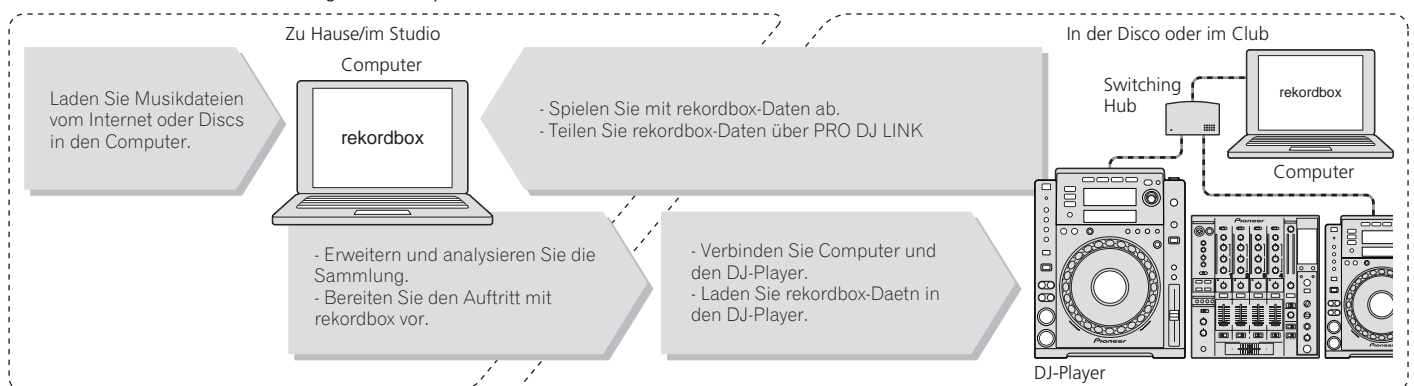 Zu Hause/im Studio
Computer
Laden Sie Musikdateien
vom Internet oder Discs
in den Computer.
rekordbox
- Spielen Sie mit rekordbox-Daten ab.
- Teilen Sie rekordbox-Daten über PRO DJ LINK
- Erweitern und analysieren Sie die
Sammlung.
- Bereiten Sie den Auftritt mit
rekordbox vor.
- Verbinden Sie Computer und
den DJ-Player.
- Laden Sie rekordbox-Daetn in
den DJ-Player.
In der Disco oder im Club
Switching
Hub
rekordbox
Computer
Pioneer
Pioneer
DJ-Player